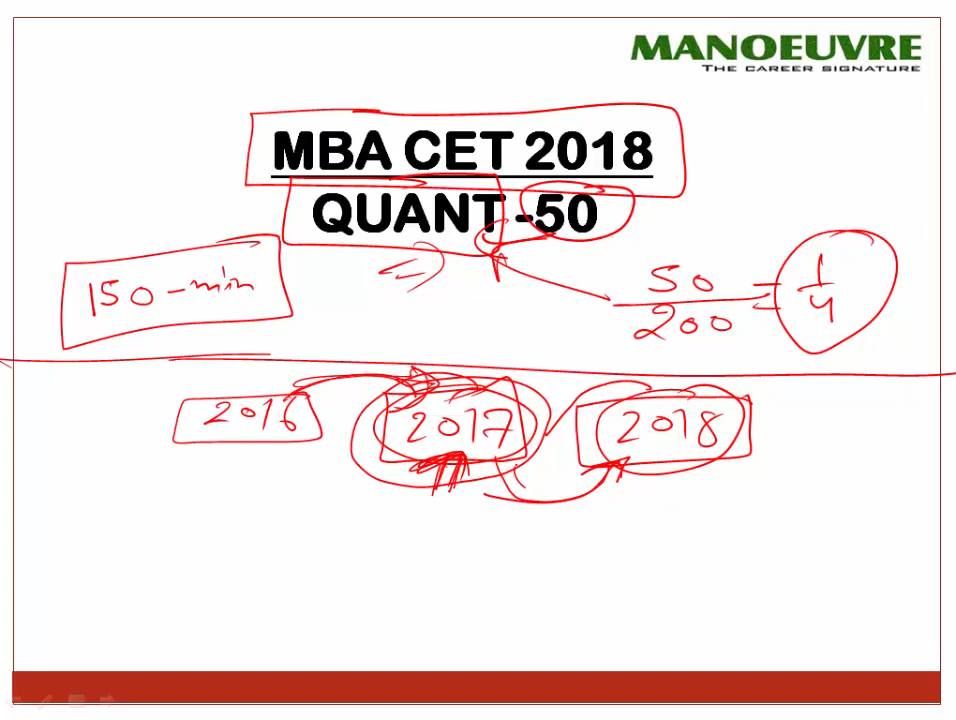 MANOEUVRE
THE CAREER SIGNATURE
MBA CET 2018
QUANT -50
150-min
50/200 = 1/4
2016 2017 2018